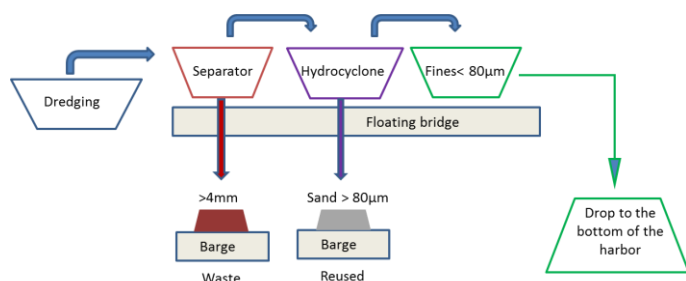 Dredging
Separator
Hydrocyclone
Fines< 80µm
Floating bridge
>4mm
Sand > 80µm
Barge
Barge
Waste
Reused
Drop to the
bottom of the
harbor